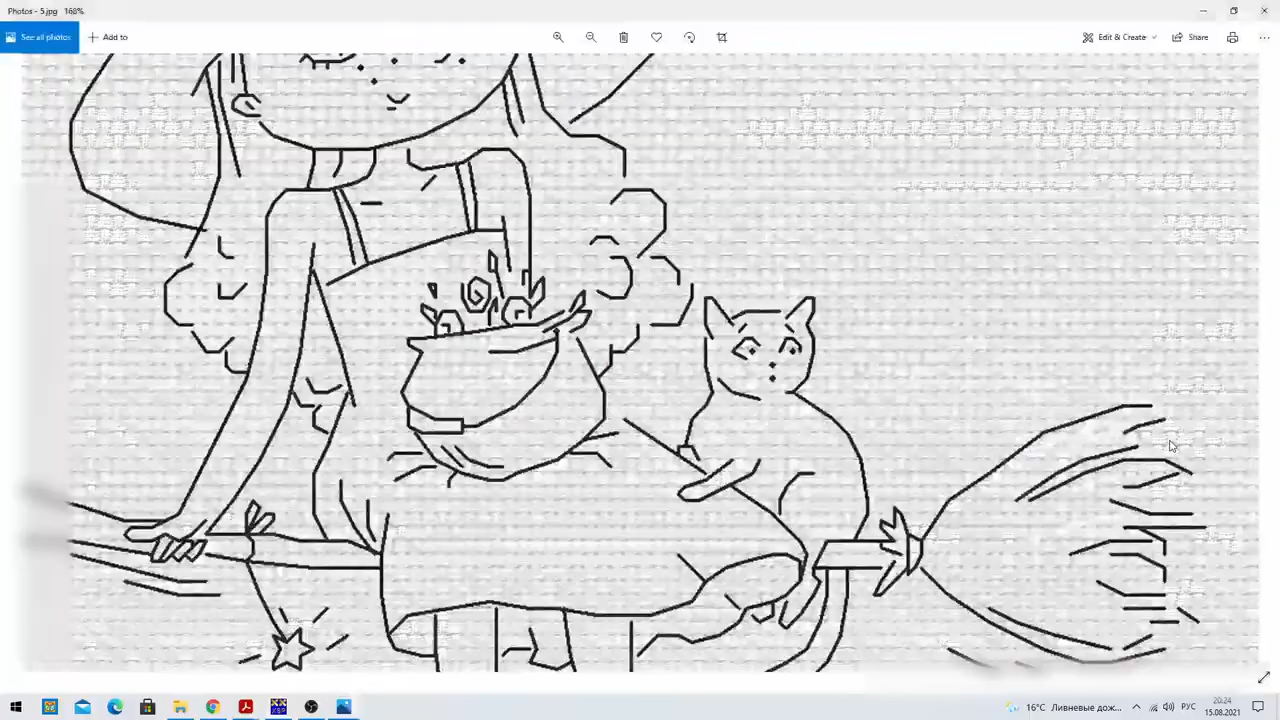 Photos - 5.jpg 168%
See all photos
Add to
Edit & Create
Share
16°C Ливневые дож...
РУС
20:24
15.08.2021